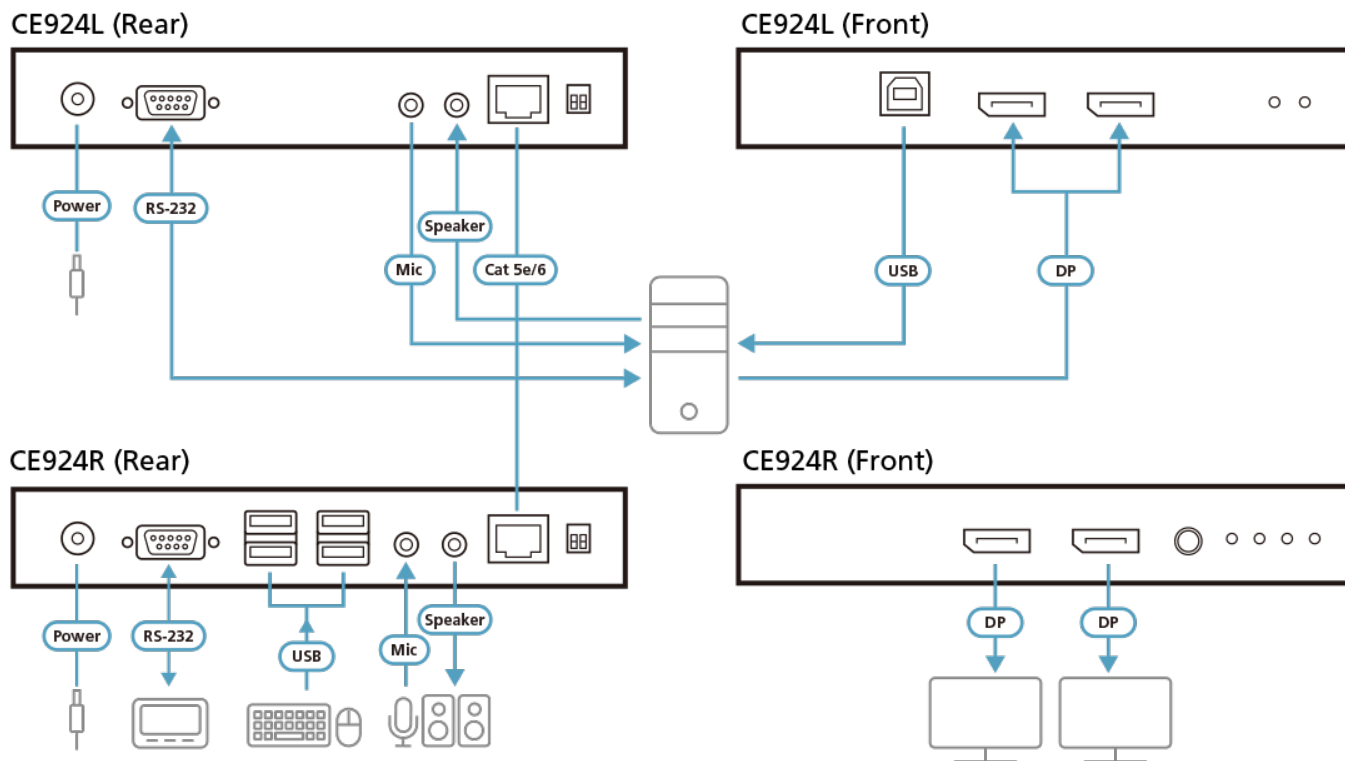 CE924L (Rear)
CE924L (Front)
Power
RS-232
Speaker
Mic
Cat 5e/6
USB
DP
CE924R (Rear)
CE924R (Front)
Power
RS-232
USB
Mic
Speaker
DP
DP